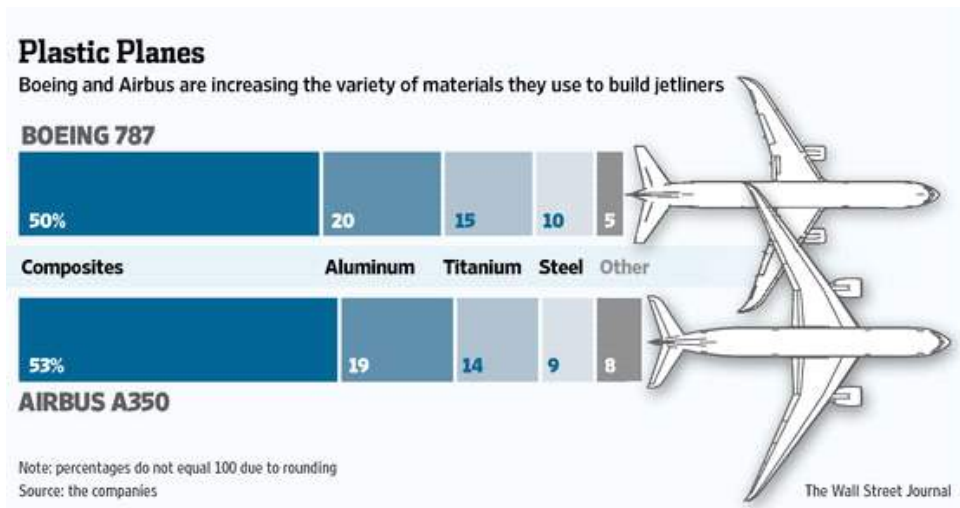 Plastic Planes
Boeing and Airbus are increasing the variety of materials they use to build jetliners
BOEING 787
50% 20 15 10 5
Composites Aluminum Titanium Steel Other
53% 19 14 9 8
AIRBUS A350
Note: percentages do not equal 100 due to rounding
Source: the companies
The Wall Street Journal